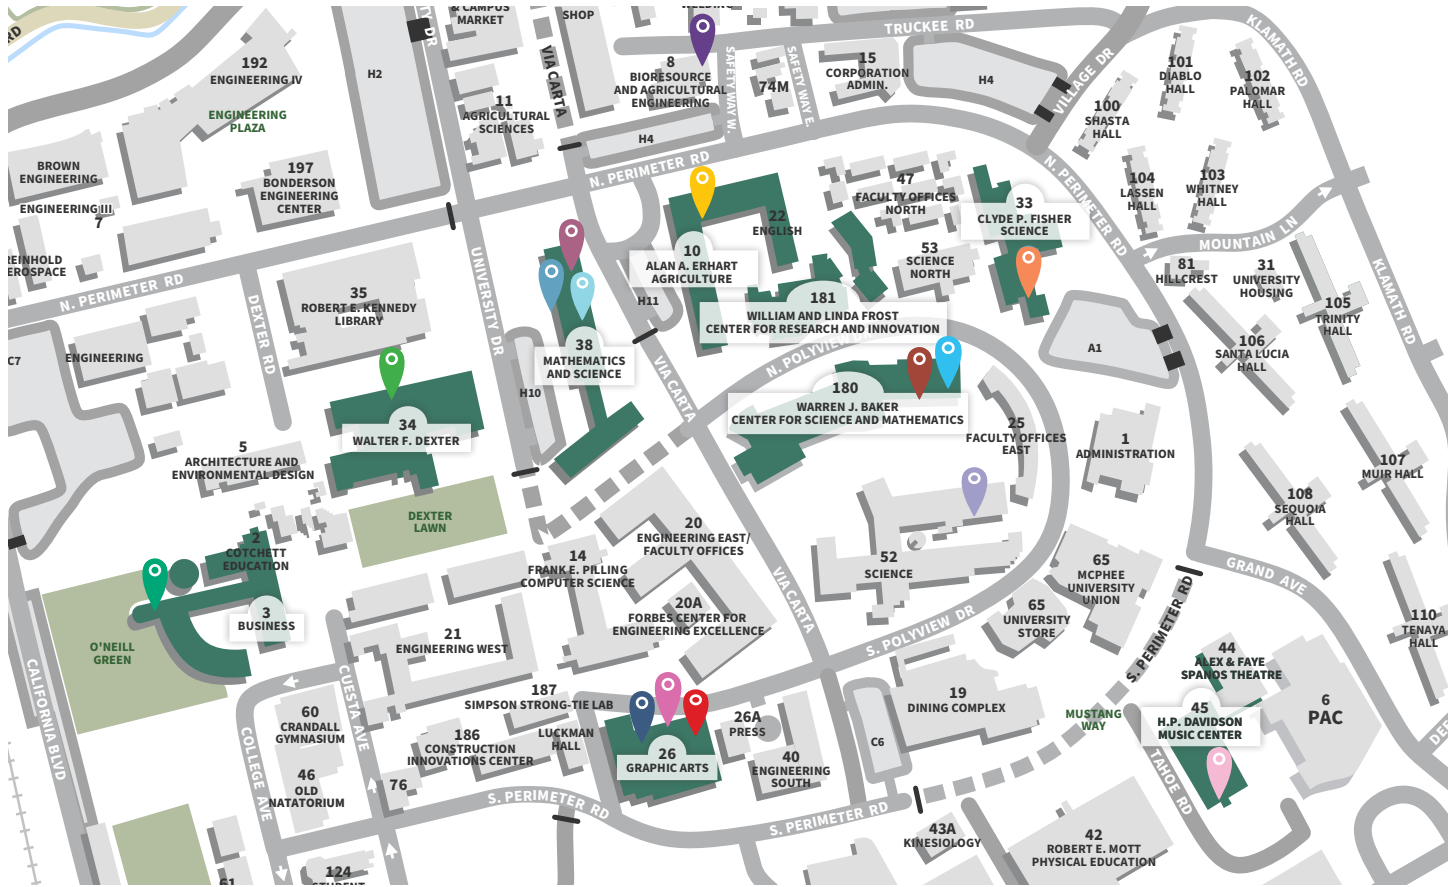 & CAMPUS
MARKET
SHOP
TRUCKEE RD
KLAMATH RD
VILLAGE DR
VIA CARTA
SAFETY WAY W.
SAFETY WAY E.
192
ENGINEERING IV
ENGINEERING
PLAZA
H2
11
AGRICULTURAL
SCIENCES
8
BIORESOURCE
AND AGRICULTURAL
ENGINEERING
74M
15
CORPORATION
ADMIN.
H4
101
DIABLO
HALL
102
PALOMAR
HALL
100
SHASTA
HALL
H4
N. PERIMETER RD
BROWN
ENGINEERING
197
BONDERSON
ENGINEERING
CENTER
ENGINEERING III
7
47
FACULTY OFFICES
NORTH
N. PERIMETER RD
104
LASSEN
HALL
103
WHITNEY
HALL
33
CLYDE P. FISHER
SCIENCE
22
ENGLISH
MOUNTAIN LN
10
ALAN A. ERHART
AGRICULTURE
53
SCIENCE
NORTH
81
HILLCREST
31
UNIVERSITY
HOUSING
KLAMATH RD
N. PERIMETER RD
35
ROBERT E. KENNEDY
LIBRARY
UNIVERSITY DR
H11
181
WILLIAM AND LINDA FROST
CENTER FOR RESEARCH AND INNOVATION
105
TRINITY
HALL
DEXTER RD
C7
ENGINEERING
38
MATHEMATICS
AND SCIENCE
A1
106
SANTA LUCIA
HALL
H10
VIA CARTA
180
WARREN J. BAKER
CENTER FOR SCIENCE AND MATHEMATICS
34
WALTER F. DEXTER
25
FACULTY OFFICES
EAST
1
ADMINISTRATION
5
ARCHITECTURE AND
ENVIRONMENTAL DESIGN
107
MUIR HALL
108
SEQUOIA
HALL
DEXTER
LAWN
20
ENGINEERING EAST/
FACULTY OFFICES
2
COTCHETT
EDUCATION
14
FRANK E. PILLING
COMPUTER SCIENCE
52
SCIENCE
65
MCPHEE
UNIVERSITY
UNION
GRAND AVE
VIA CARTA
20A
FORBES CENTER FOR
ENGINEERING EXCELLENCE
3
BUSINESS
65
UNIVERSITY
STORE
S. PERIMETER RD
110
TENAYA
HALL
O'NEILL
GREEN
21
ENGINEERING WEST
S. POLYVIEW DR
44
ALEX & FAYE
SPANOS THEATRE
CALIFORNIA BLVD
CUESTA AVE
187
SIMPSON STRONG-TIE LAB
19
DINING COMPLEX
6
PAC
60
CRANDALL
GYMNASIUM
MUSTANG
WAY
45
H.P. DAVIDSON
MUSIC CENTER
26A
PRESS
186
CONSTRUCTION
INNOVATIONS CENTER
LUCKMAN
HALL
C6
COLLEGE AVE
26
GRAPHIC ARTS
40
ENGINEERING
SOUTH
46
OLD
NATATORIUM
76
TAHOE RD
S. PERIMETER RD
S. PERIMETER RD
43A
KINESIOLOGY
42
ROBERT E. MOTT
PHYSICAL EDUCATION
124
61